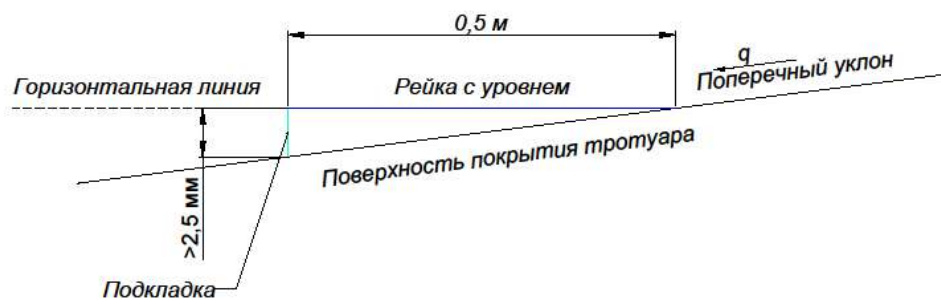 0,5 м
q
Поперечный уклон
Горизонтальная линия
Рейка с уровнем
Поверхность покрытия тротуара
>2,5 мм
Подкладка